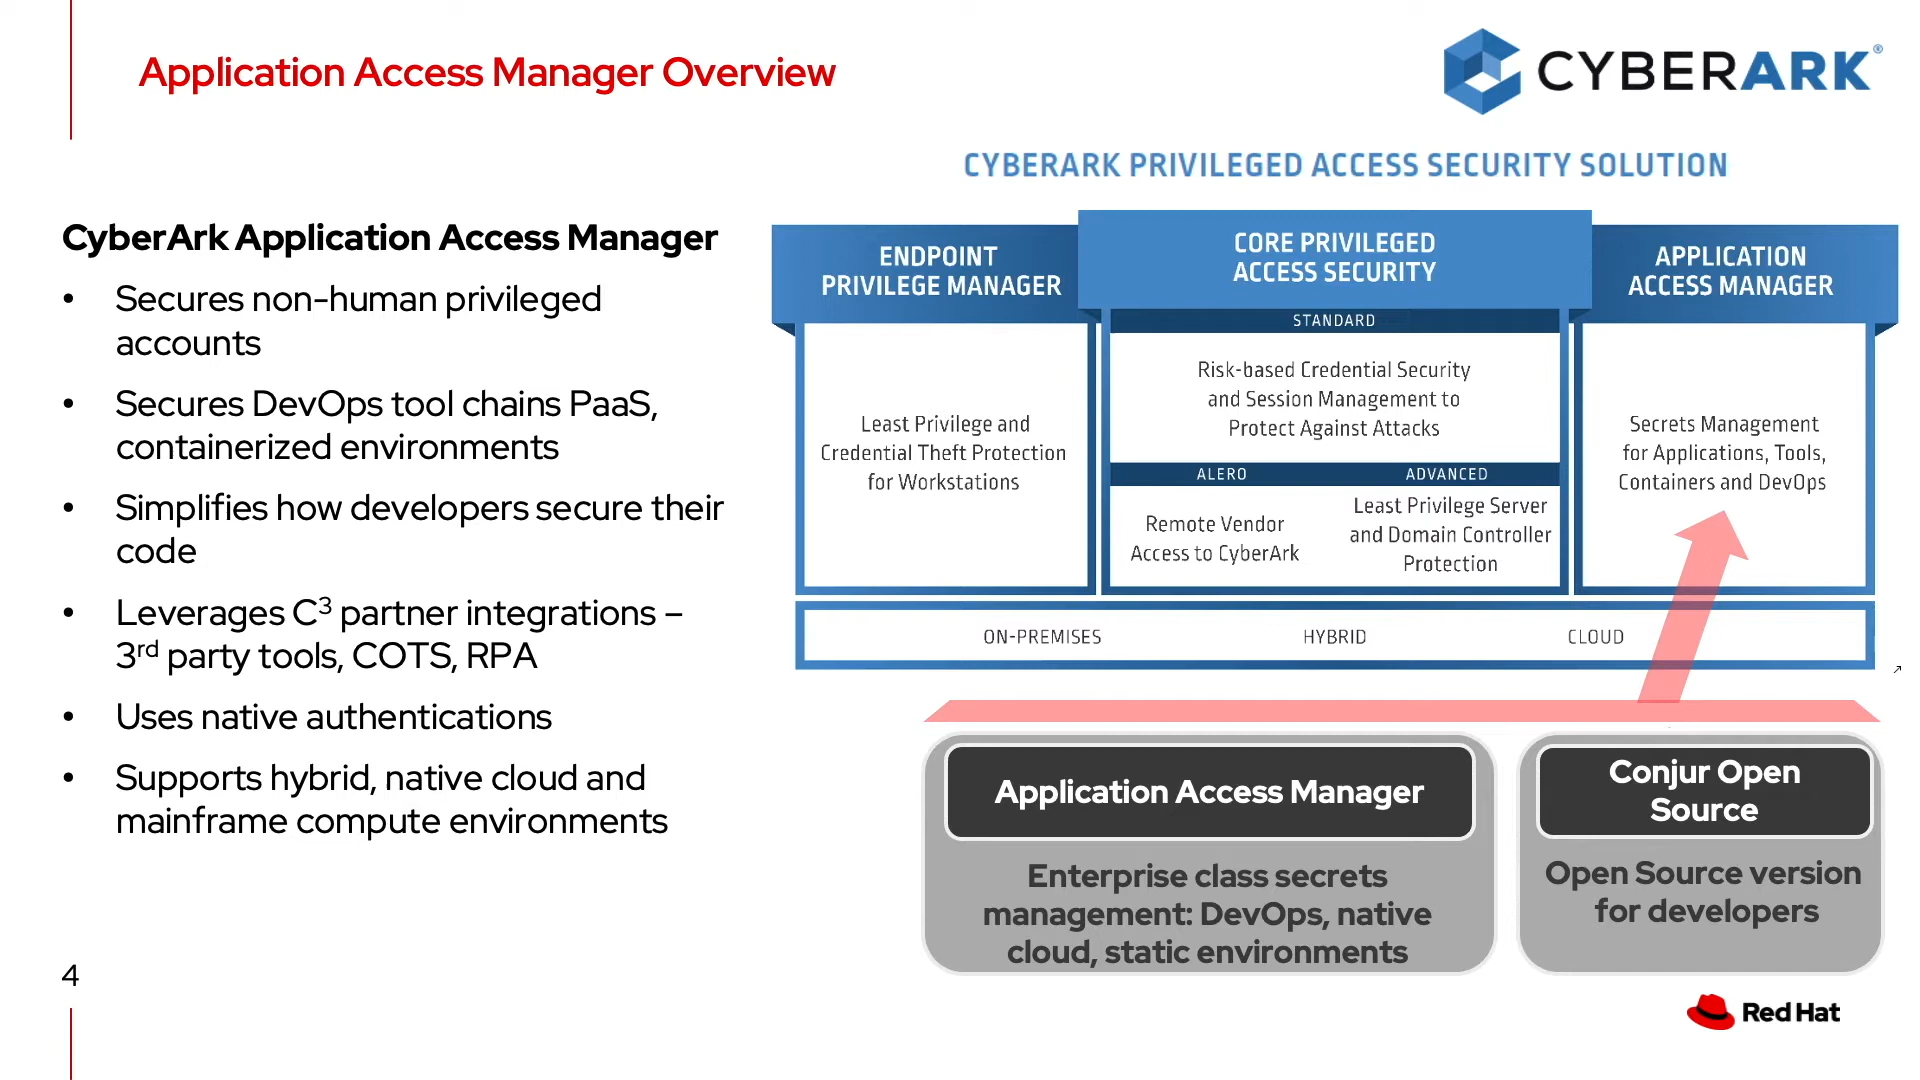 Application Access Manager Overview
CYBERARK®
CYBERARK PRIVILEGED ACCESS SECURITY SOLUTION
CyberArk Application Access Manager
• Secures non-human privileged
accounts
• Secures DevOps tool chains PaaS,
containerized environments
• Simplifies how developers secure their
code
• Leverages C³ partner integrations –
3rd party tools, COTS, RPA
• Uses native authentications
• Supports hybrid, native cloud and
mainframe compute environments
ENDPOINT
PRIVILEGE MANAGER
Least Privilege and
Credential Theft Protection
for Workstations
CORE PRIVILEGED
ACCESS SECURITY
STANDARD
Risk-based Credential Security
and Session Management to
Protect Against Attacks
ALERO
Remote Vendor
Access to CyberArk
ADVANCED
Least Privilege Server
and Domain Controller
Protection
APPLICATION
ACCESS MANAGER
Secrets Management
for Applications, Tools,
Containers and DevOps
ON-PREMISES HYBRID CLOUD
Application Access Manager
Enterprise class secrets
management: DevOps, native
cloud, static environments
Conjur Open
Source
Open Source version
for developers
4
Red Hat